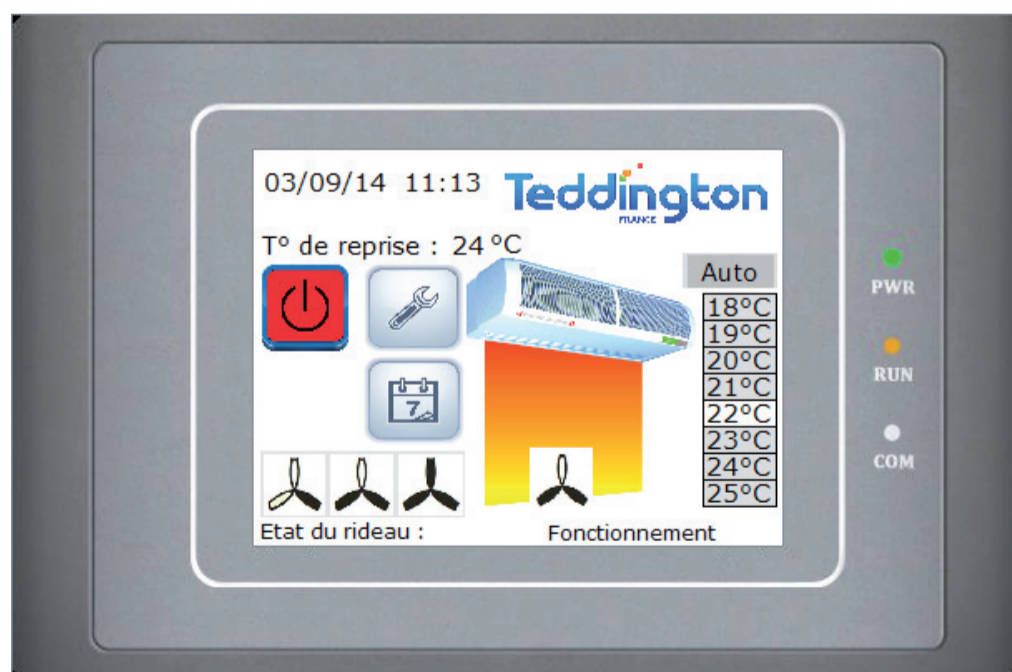 03/09/14 11:13
Teddington
FRANCE
T° de reprise : 24 °C
Auto
18°C
19°C
20°C
21°C
22°C
23°C
24°C
25°C
7
Etat du rideau :
Fonctionnement
PWR
RUN
COM